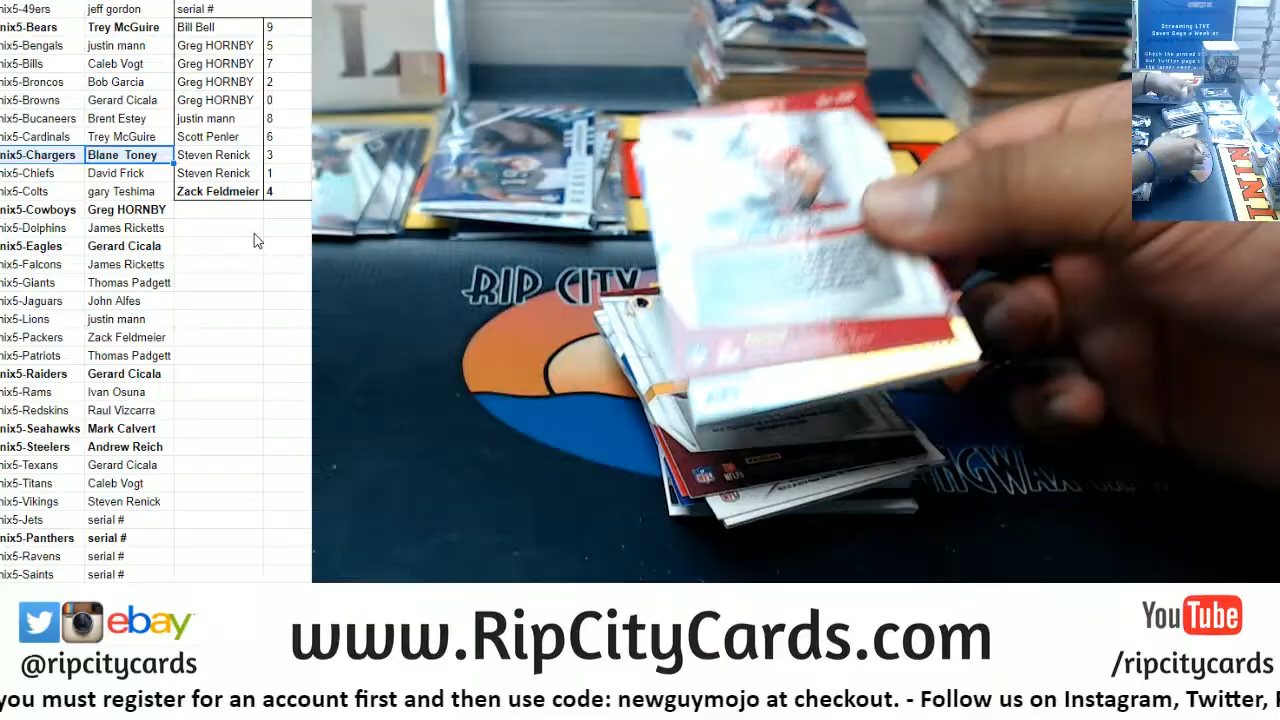 nix5-49ers jeff gordon serial #
nix5-Bears Trey McGuire Bill Bell 9
nix5-Bengals justin mann Greg HORNBY 5
nix5-Bills Caleb Vogt Greg HORNBY 7
nix5-Broncos Bob Garcia Greg HORNBY 2
nix5-Browns Gerard Cicala Greg HORNBY 0
nix5-Bucaneers Brent Estey justin mann 8
nix5-Cardinals Trey McGuire Scott Penler 6
nix5-Chargers Blane Toney Steven Renick 3
nix5-Chiefs David Frick Steven Renick 1
nix5-Colts gary Teshima Zack Feldmeier 4
nix5-Cowboys Greg HORNBY
nix5-Dolphins James Ricketts
nix5-Eagles Gerard Cicala
nix5-Falcons James Ricketts
nix5-Giants Thomas Padgett
nix5-Jaguars John Alfes
nix5-Lions justin mann
nix5-Packers Zack Feldmeier
nix5-Patriots Thomas Padgett
nix5-Raiders Gerard Cicala
nix5-Rams Ivan Osuna
nix5-Redskins Raul Vizcarra
nix5-Seahawks Mark Calvert
nix5-Steelers Andrew Reich
nix5-Texans Gerard Cicala
nix5-Titans Caleb Vogt
nix5-Vikings Steven Renick
nix5-Jets serial #
nix5-Panthers serial #
nix5-Ravens serial #
nix5-Saints serial #
Streaming LIVE
Seven Days a Week at
RIP CITY
NIN
ebay
@ripcitycards
www.RipCityCards.com
YouTube
/ripcitycards
you must register for an account first and then use code: newguymojo at checkout. - Follow us on Instagram, Twitter,